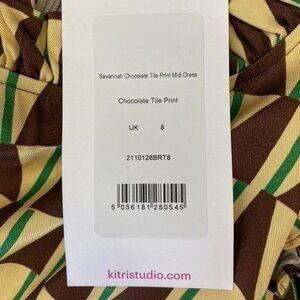 Savannah Chocolate Tile Print Midi Dress
Chocolate Tile Print
UK 8
2110126BRT8
5 056181 280545
kitristudio.com